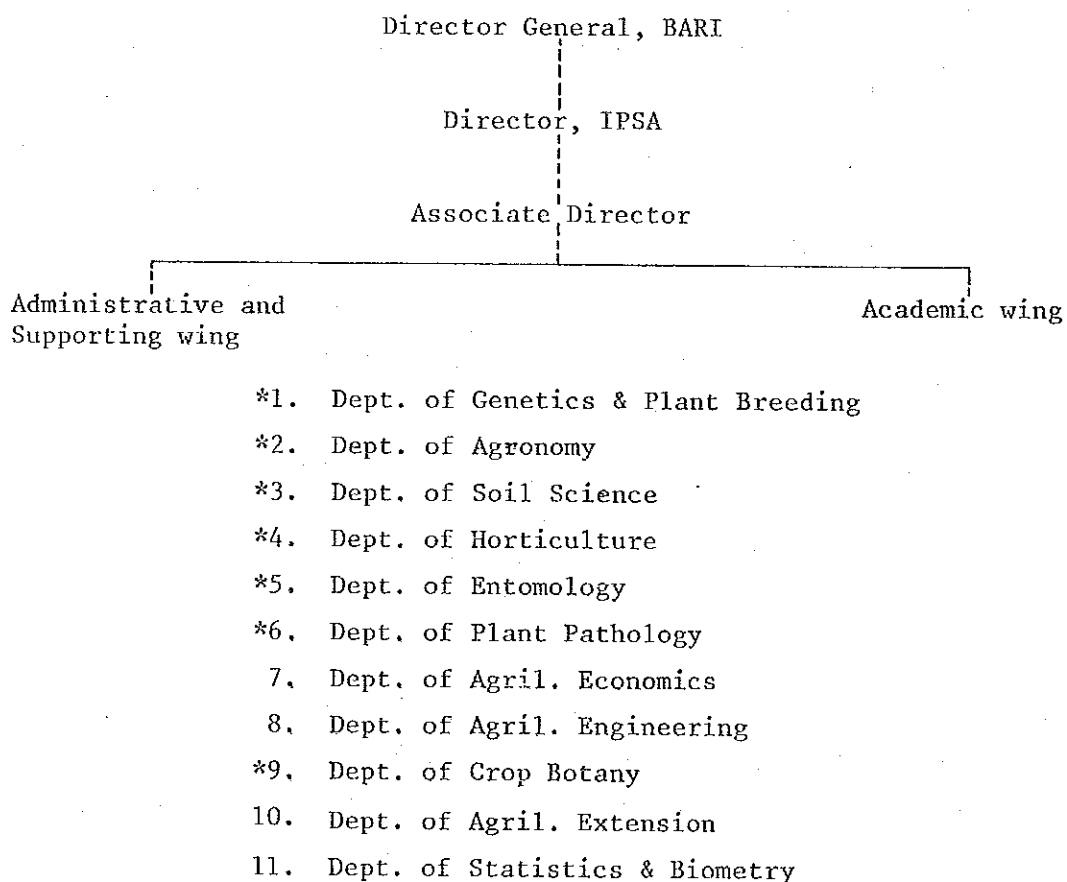 Director General, BARI
Director, IPSA
Associate Director
Administrative and
Supporting wing
Academic wing
*1. Dept. of Genetics & Plant Breeding
*2. Dept. of Agronomy
*3. Dept. of Soil Science
*4. Dept. of Horticulture
*5. Dept. of Entomology
*6. Dept. of Plant Pathology
7. Dept. of Agril. Economics
8. Dept. of Agril. Engineering
*9. Dept. of Crop Botany
10. Dept. of Agril. Extension
11. Dept. of Statistics & Biometry